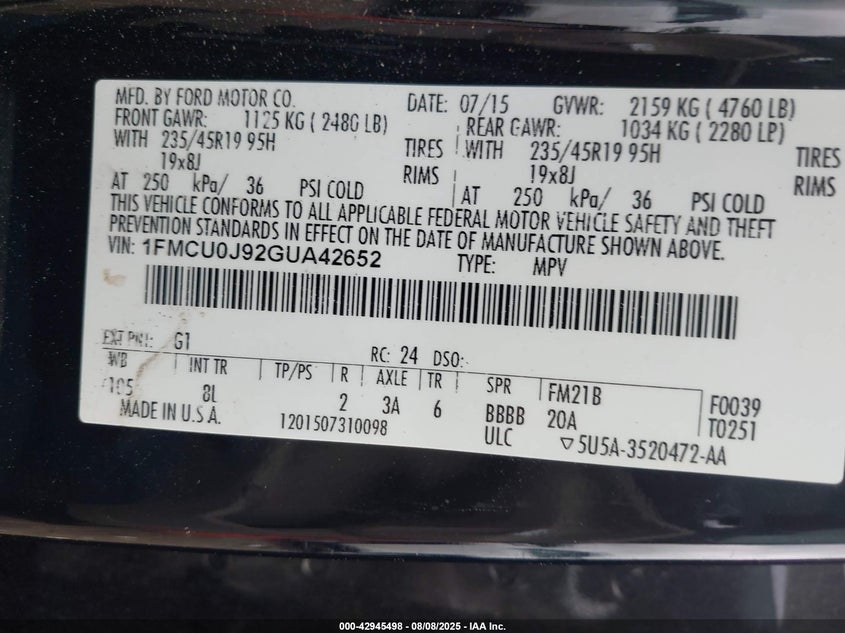 MFD. BY FORD MOTOR CO. DATE: 07/15 GVWR: 2159 KG ( 4760 LB)
FRONT GAWR: 1125 KG ( 2480 LB) REAR GAWR: 1034 KG ( 2280 LP)
WITH 235/45R19 95H TIRES WITH 235/45R19 95H TIRES
19x8J RIMS 19x8J RIMS
AT 250 kPa/ 36 PSI COLD AT 250 kPa/ 36 PSI COLD
THIS VEHICLE CONFORMS TO ALL APPLICABLE FEDERAL MOTOR VEHICLE SAFETY AND THEFT
PREVENTION STANDARDS IN EFFECT ON THE DATE OF MANUFACTURE SHOWN ABOVE.
VIN: 1FMCU0J92GUA42652 TYPE: MPV
EXT PNT: G1 RC: 24 DSO:
WB INT TR TP/PS R AXLE TR SPR FM21B F0039
105 8L 2 3A 6 BBBB 20A T0251
MADE IN U.S.A. 1201507310098 ULC ▽5U5A-3520472-AA
000-42945498 - 08/08/2025 - IAA Inc.